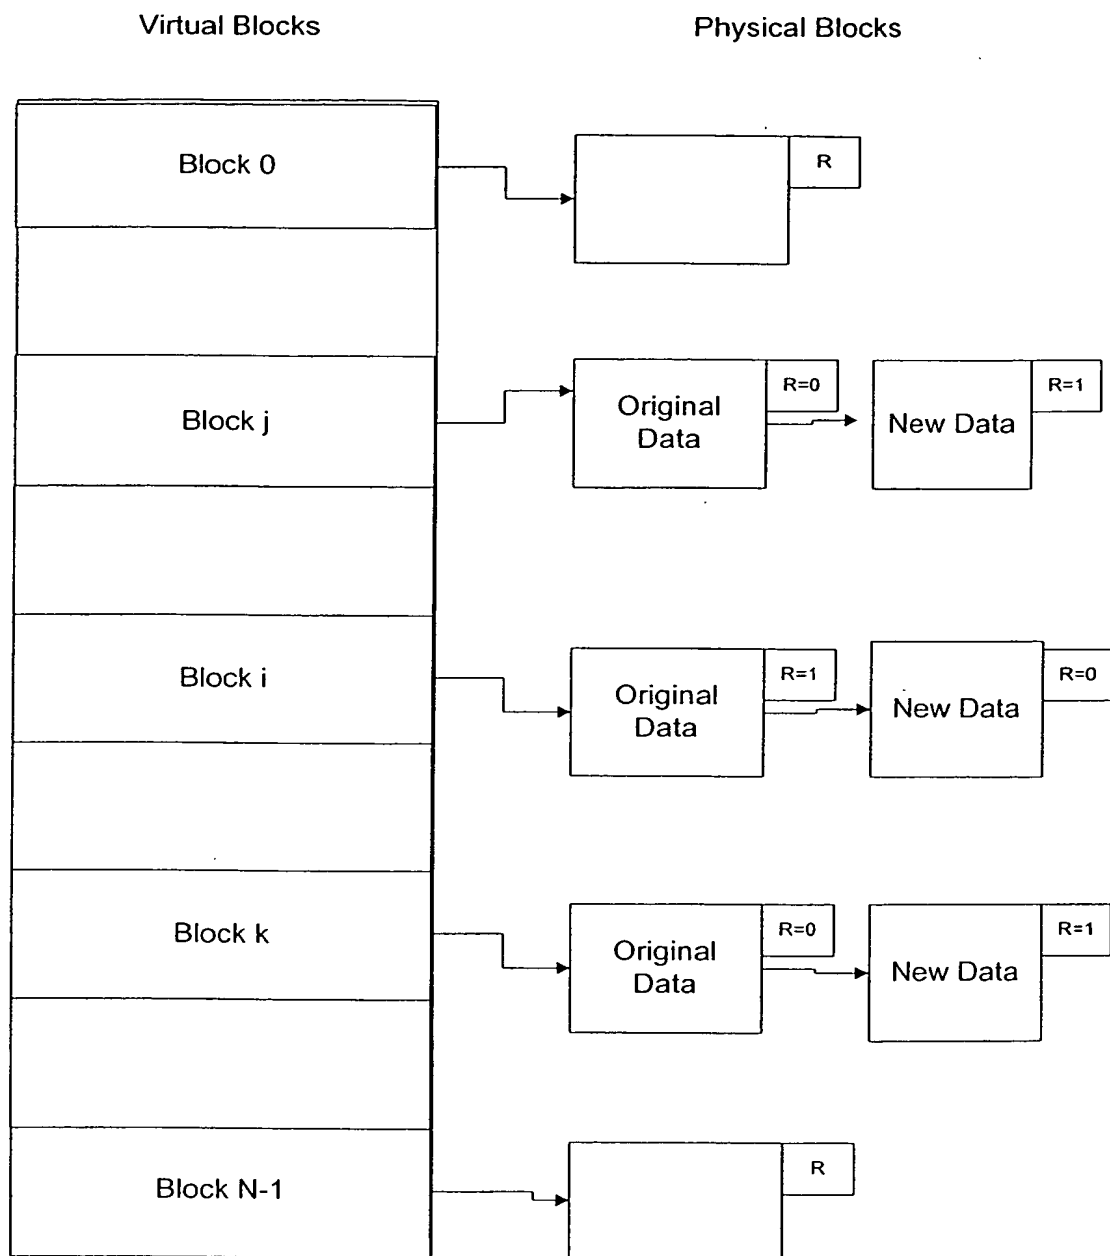 Virtual Blocks
Physical Blocks
Block 0
R
Block j
Original
Data
R=0
New Data
R=1
Block i
Original
Data
R=1
New Data
R=0
Block k
Original
Data
R=0
New Data
R=1
Block N-1
R